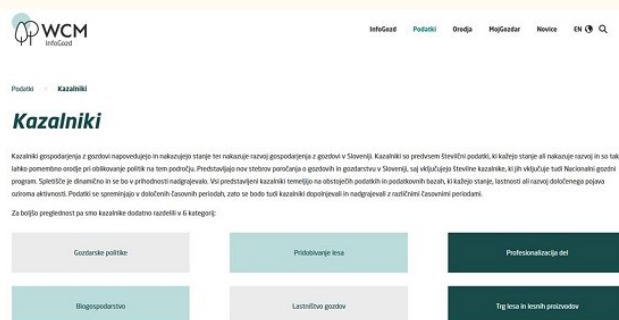 WCM
InfoGozd
InfoGozd Podatki Orodja MojGozdar Novice EN
Podatki Kazalniki
Kazalniki
Kazalniki gospodarjenja z gozdovi napovedujejo in nakazujejo stanje ter nakazuje razvoj gospodarjenja z gozdovi v Sloveniji. Kazalniki so predvsem številčni podatki, ki kažejo stanje ali nakazuje razvoj in so tak
lahko pomembno orodje pri oblikovanje politik na tem področju. Predstavljajo nov steber poročanja o gozdovih in gozdarstvu v Sloveniji, saj vključujejo številne kazalnike, ki jih vključuje tudi Nacionalni gozdni
program. Spletišče je dinamično in se bo v prihodnosti nadgrajevalo. Vsi predstavljeni kazalniki temeljijo na obstoječih podatkih in podatkovnih bazah, ki kažejo stanje, lastnosti ali razvoj določenega pojava
oziroma aktivnosti. Podatki se spreminjajo v določenih časovnih periodah, zato se bodo tudi kazalniki dopolnjevali in nadgrajevali z različnimi časovnimi periodami.
Za boljšo preglednost pa smo kazalnike dodatno razdelili v 6 kategorij:
Gozdarske politike Pridobivanje lesa Profesionalizacija del
Biogospodarstvo Lastništvo gozdov Trg lesa in lesnih proizvodov